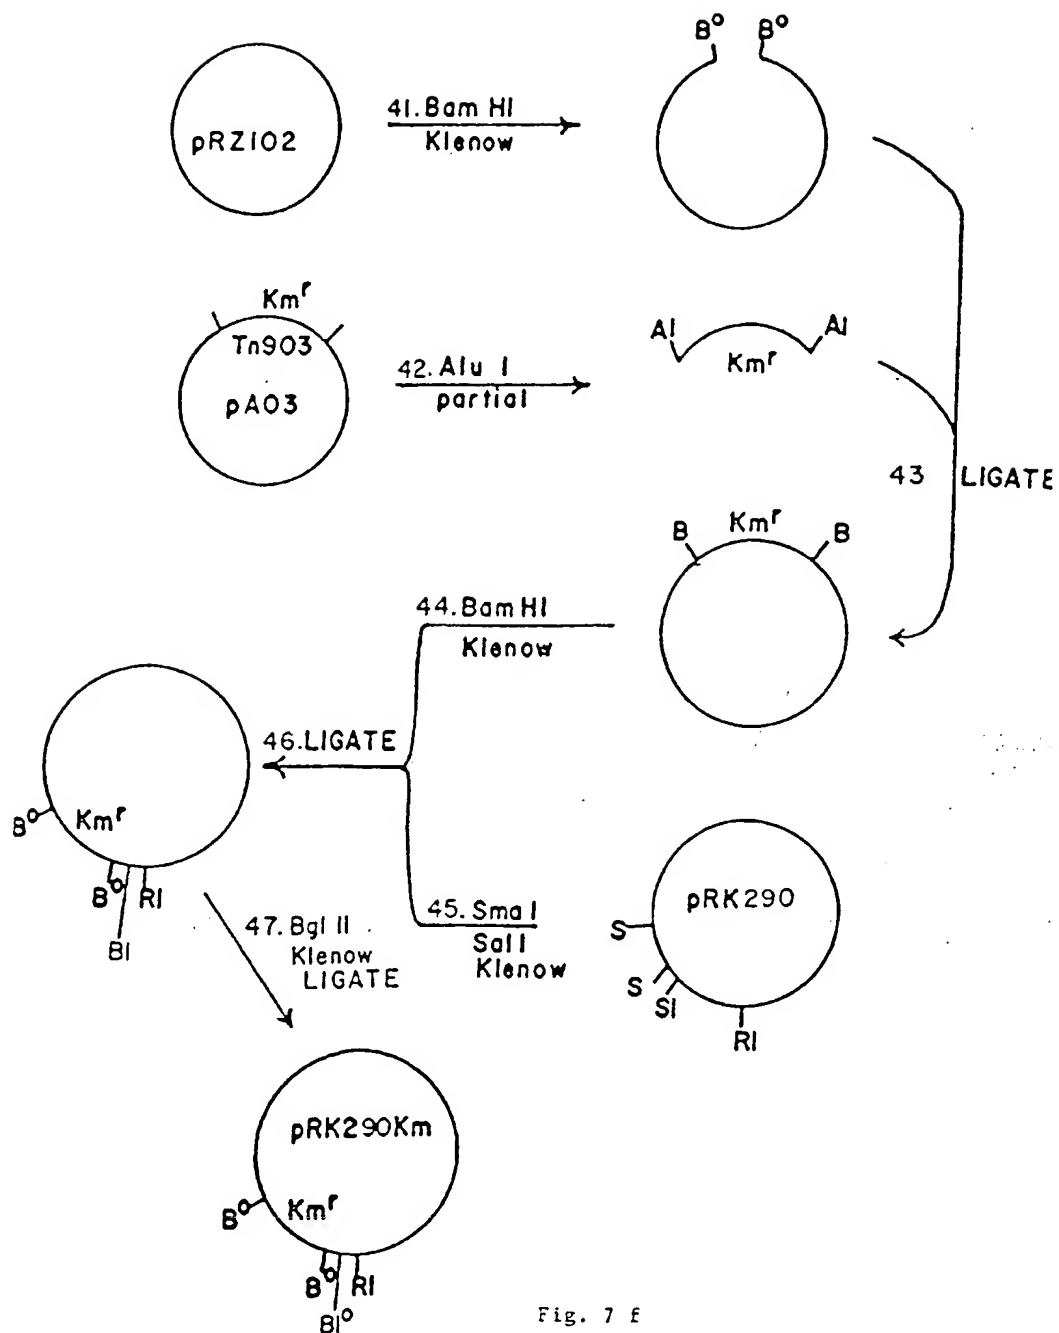 B° B°
41. Bam HI
Klenow
pRZ102
Kmʳ
Tn903
pA03
42. Alu I
partial
Al Al
Kmʳ
43 LIGATE
B Kmʳ B
44. Bam HI
Klenow
46. LIGATE
B° Kmʳ
B° RI
BI
45. Sma I
Sal I
Klenow
pRK290
S
S
SI
RI
47. Bgl II
Klenow
LIGATE
pRK290Km
B° Kmʳ
B° RI
BI°
Fig. 7 f